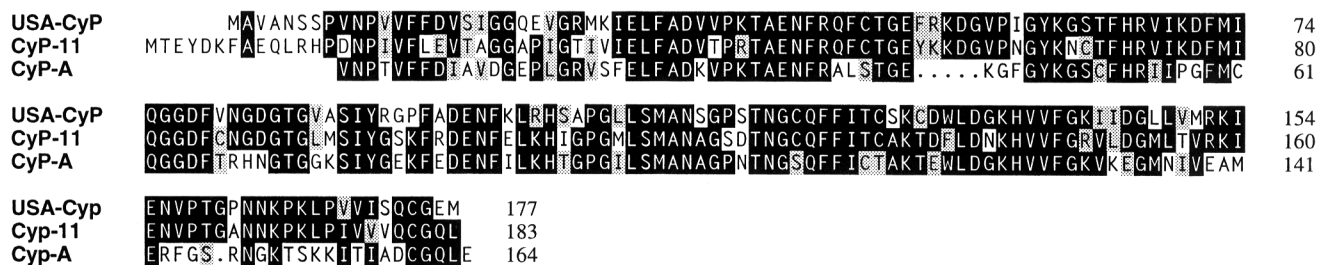 USA-CyP MAVANSSPVNPVVFFDVSIGGQEVGRMKIELFADVVPKTAENFRQFCTGEFRKDGVPIGYKGSTFHRVIKDFMI 74
CyP-11 MTEYDKFAEQLRHPDNPIVFLEVTAGGAPIGTIVIELFADVTPRTAENFRQFCTGEYKKDGVPNGYKNCTFHRVIKDFMI 80
CyP-A VNPTVFFDIAVDGEPLGRVSFELFADKVPKTAENFRALSTGE.....KGFGYKGSCFHRIIPGFMC 61
USA-CyP QGGDFVNGDGTGVASIYRGPFADENFKLRHSAPGLLSMANSGPSTNGCQFFITCSKCDWLDGKHVVFGKIIDGLLVMRKI 154
CyP-11 QGGDFCNGDGTGLMSIYGSKFRDENFELKHIGPGMLSMANAGSDTNGCQFFITCAKTDFLDNKHVVFGRVLDGMLTVRKI 160
CyP-A QGGDFTRHNGTGGKSIYGEKFEDENFILKHTGPGILSMANAGPNTNGSQFFICTAKTEWLDGKHVVFGKVKEGMNIVEAM 141
USA-Cyp ENVPTGPNNKPKLPVVISQCGEM 177
Cyp-11 ENVPTGANNKPKLPIVVVQCGQL 183
Cyp-A ERFGS.RNGKTSKKITIADCGQLE 164